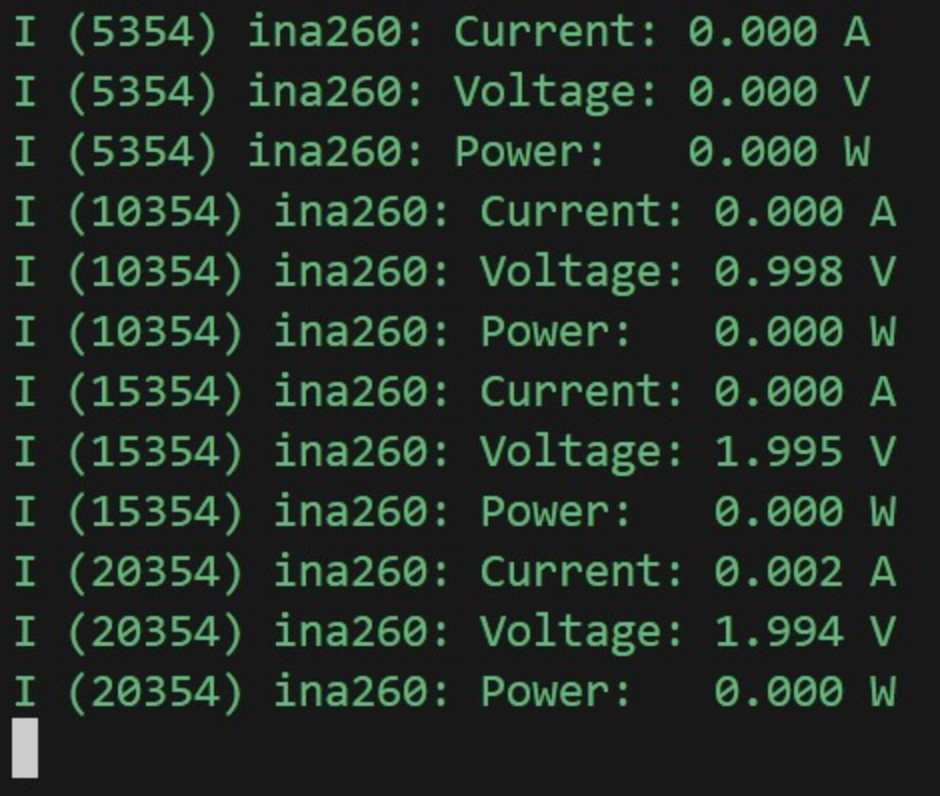 I (5354) ina260: Current: 0.000 A
I (5354) ina260: Voltage: 0.000 V
I (5354) ina260: Power:   0.000 W
I (10354) ina260: Current: 0.000 A
I (10354) ina260: Voltage: 0.998 V
I (10354) ina260: Power:   0.000 W
I (15354) ina260: Current: 0.000 A
I (15354) ina260: Voltage: 1.995 V
I (15354) ina260: Power:   0.000 W
I (20354) ina260: Current: 0.002 A
I (20354) ina260: Voltage: 1.994 V
I (20354) ina260: Power:   0.000 W